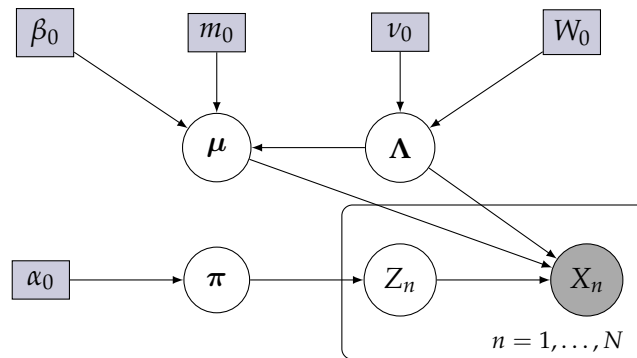 β₀ m₀ ν₀ W₀
μ Λ
α₀ π Zₙ Xₙ
n = 1, . . . , N